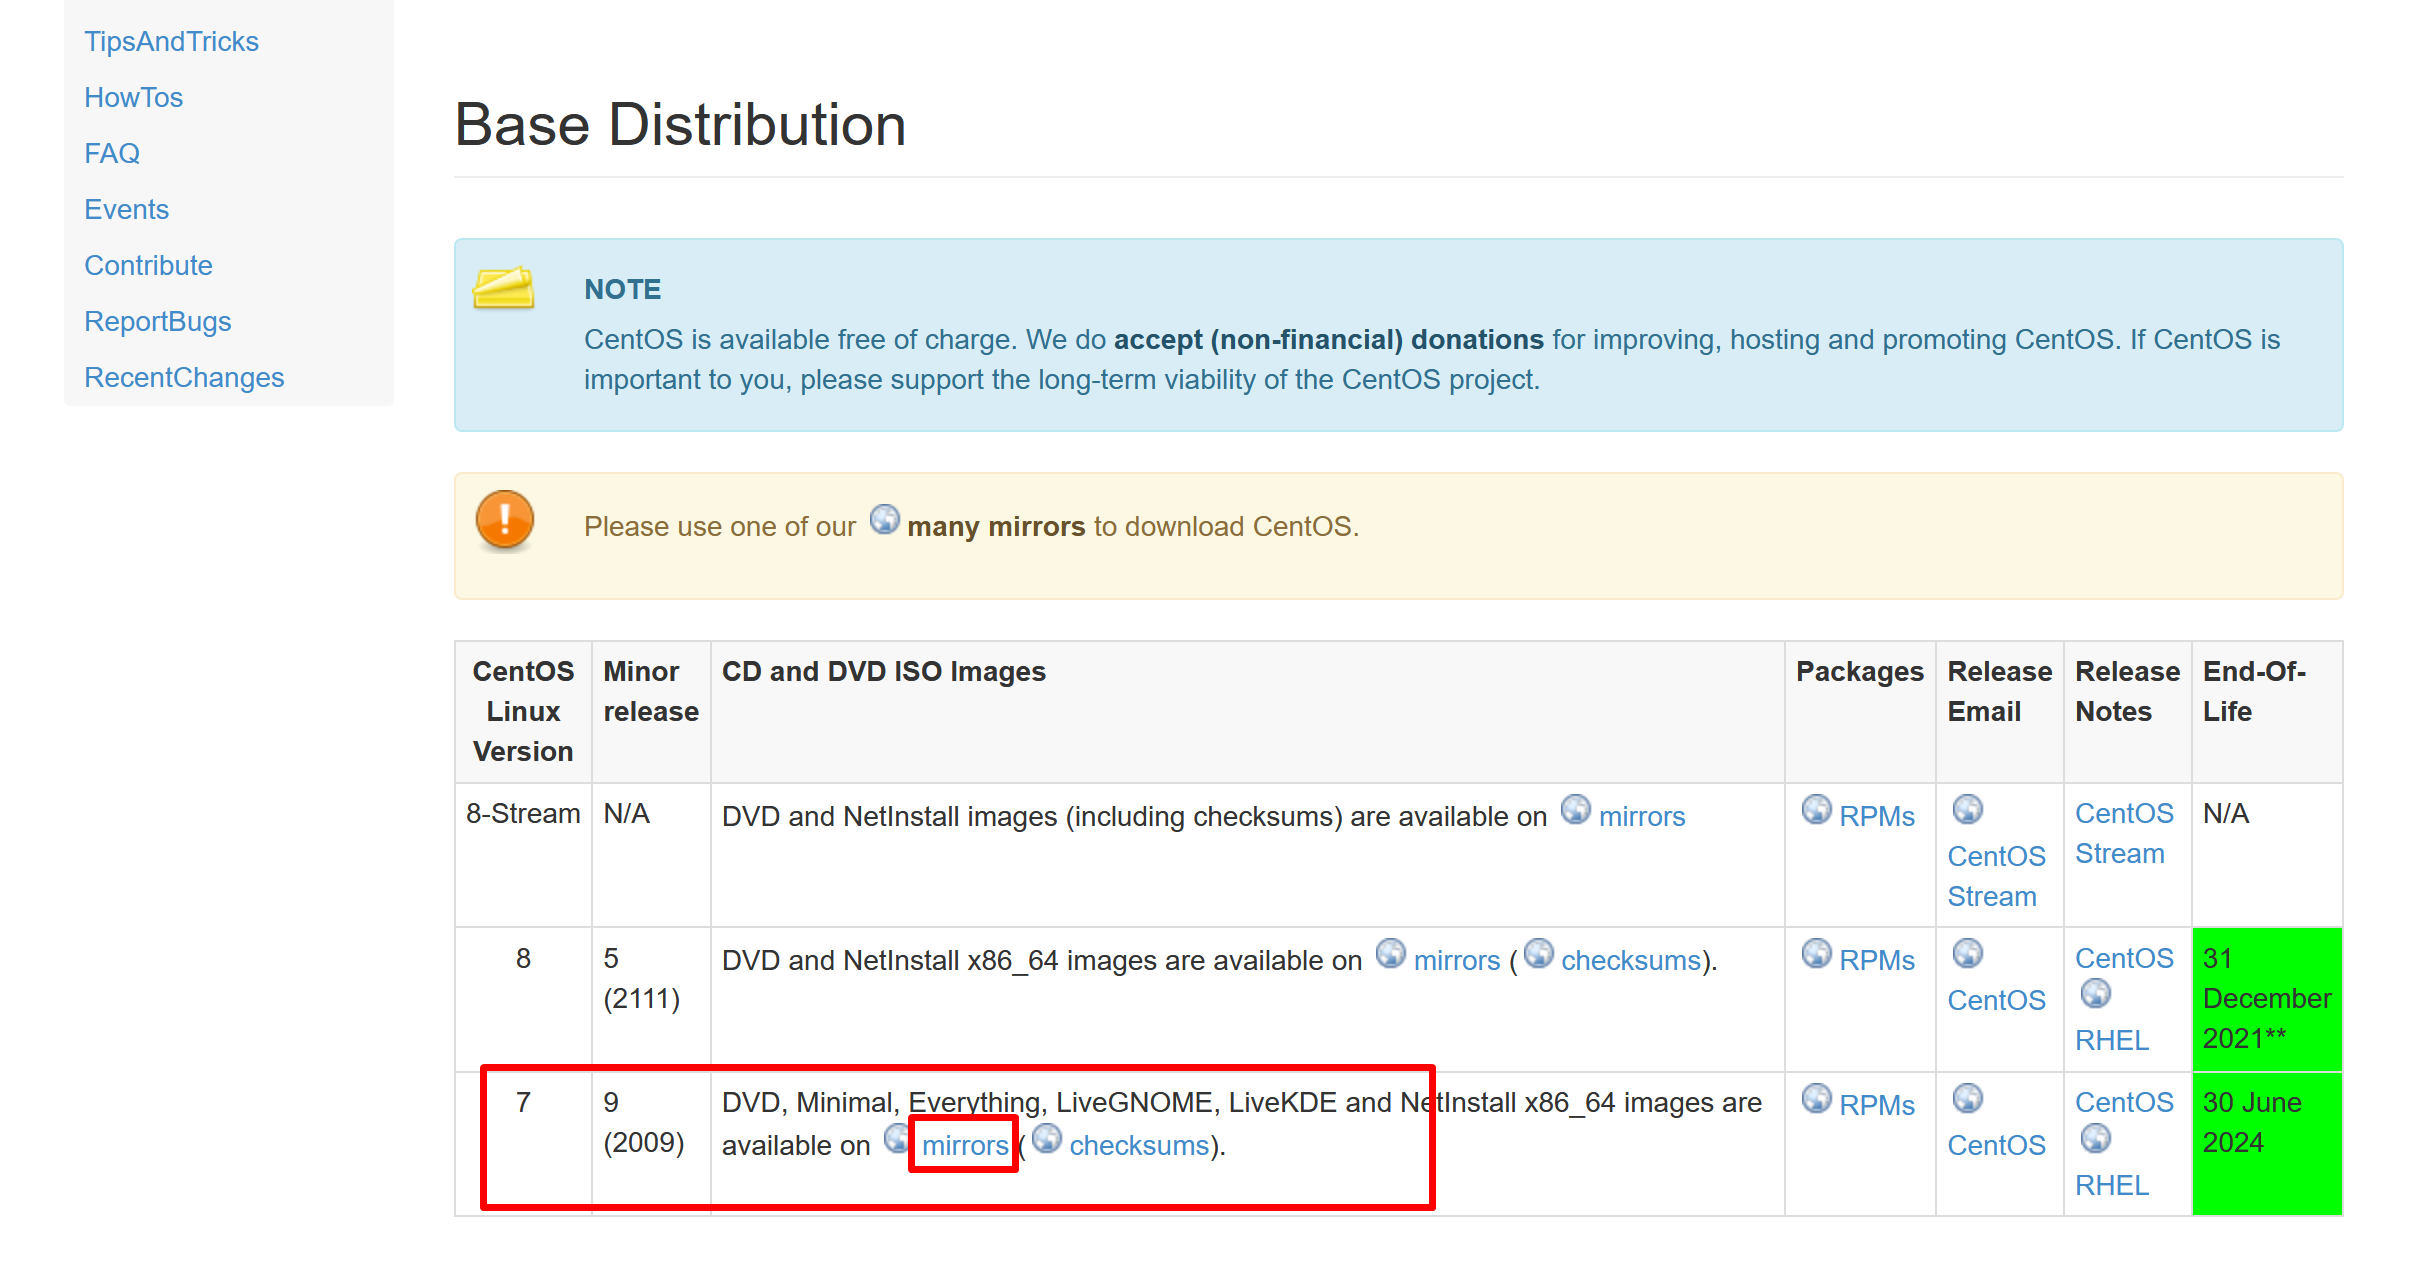 TipsAndTricks
HowTos
FAQ
Events
Contribute
ReportBugs
RecentChanges
Base Distribution
NOTE
CentOS is available free of charge. We do accept (non-financial) donations for improving, hosting and promoting CentOS. If CentOS is
important to you, please support the long-term viability of the CentOS project.
Please use one of our many mirrors to download CentOS.
CentOS Linux Version
Minor release
CD and DVD ISO Images
Packages
Release Email
Release Notes
End-Of-Life
8-Stream
N/A
DVD and NetInstall images (including checksums) are available on mirrors
RPMs
CentOS Stream
CentOS Stream
N/A
8
5 (2111)
DVD and NetInstall x86_64 images are available on mirrors ( checksums).
RPMs
CentOS
CentOS RHEL
31 December 2021**
7
9 (2009)
DVD, Minimal, Everything, LiveGNOME, LiveKDE and NetInstall x86_64 images are
available on mirrors ( checksums).
RPMs
CentOS
CentOS RHEL
30 June 2024